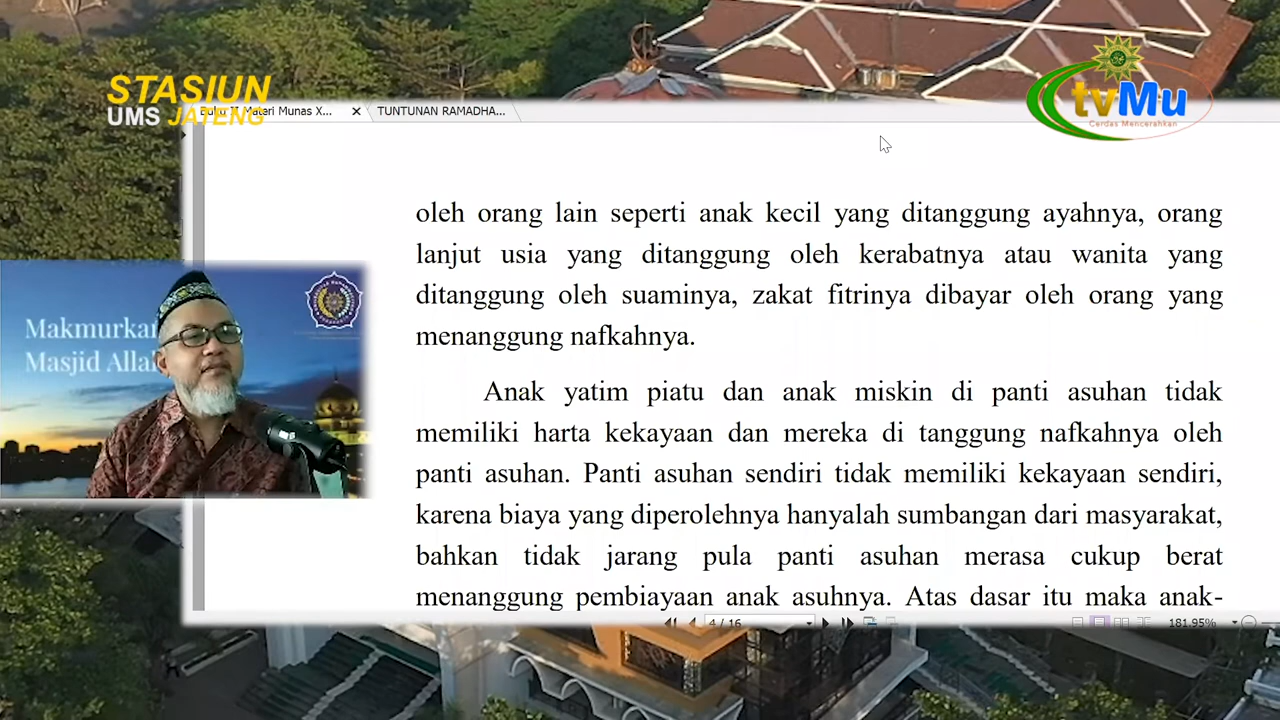 STASIUN
UMS JATENG
Materi Munas X...
TUNTUNAN RAMADHA...
tvMu
Cerdas Mencerahkan
oleh orang lain seperti anak kecil yang ditanggung ayahnya, orang
lanjut usia yang ditanggung oleh kerabatnya atau wanita yang
ditanggung oleh suaminya, zakat fitrinya dibayar oleh orang yang
menanggung nafkahnya.
Makmurkan
Masjid Allah
Anak yatim piatu dan anak miskin di panti asuhan tidak
memiliki harta kekayaan dan mereka di tanggung nafkahnya oleh
panti asuhan. Panti asuhan sendiri tidak memiliki kekayaan sendiri,
karena biaya yang diperolehnya hanyalah sumbangan dari masyarakat,
bahkan tidak jarang pula panti asuhan merasa cukup berat
menanggung pembiayaan anak asuhnya. Atas dasar itu maka anak-
4 / 16
181.95%